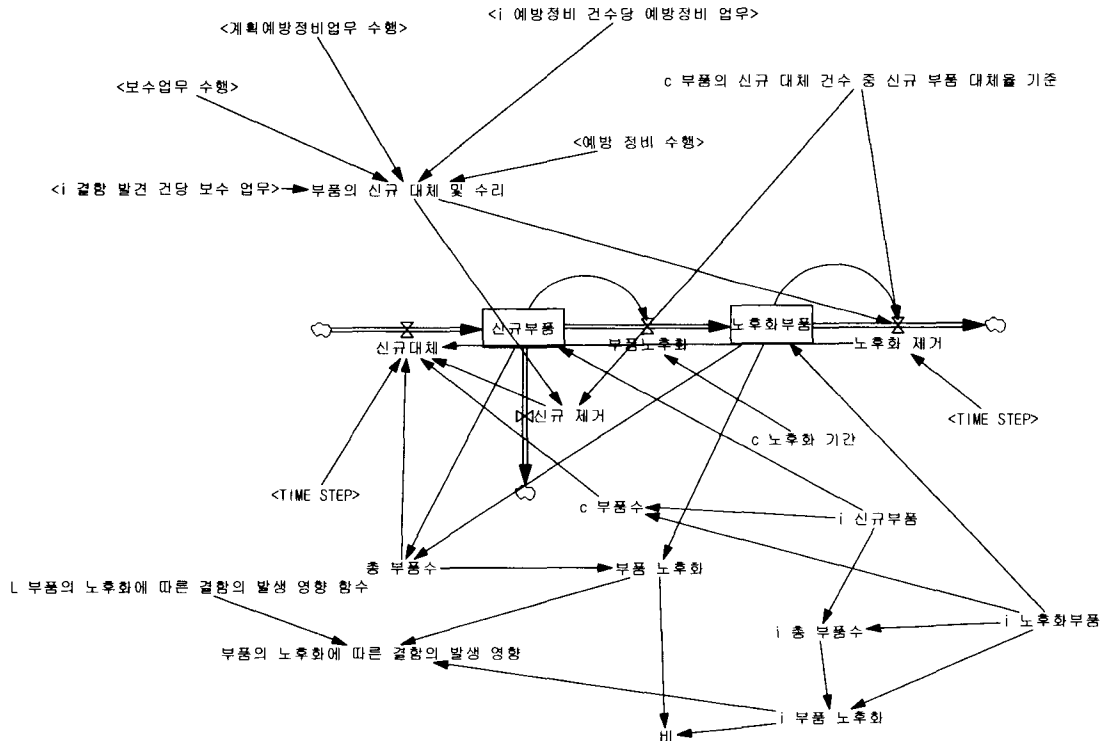 <계획예방정비업무 수행>
<i 예방정비 건수당 예방정비 업무>
<보수업무 수행>
c 부품의 신규 대체 건수 중 신규 부품 대체율 기준
<예방 정비 수행>
<i 결함 발견 건당 보수 업무>
부품의 신규 대체 및 수리
신규부품
노후화부품
신규대체
부품노후화
노후화 제거
신규 제거
<TIME STEP>
c 노후화 기간
<TIME STEP>
c 부품수
i 신규부품
총 부품수
부품 노후화
L 부품의 노후화에 따른 결함의 발생 영향 함수
i 총 부품수
i 노후화부품
부품의 노후화에 따른 결함의 발생 영향
i 부품 노후화
비